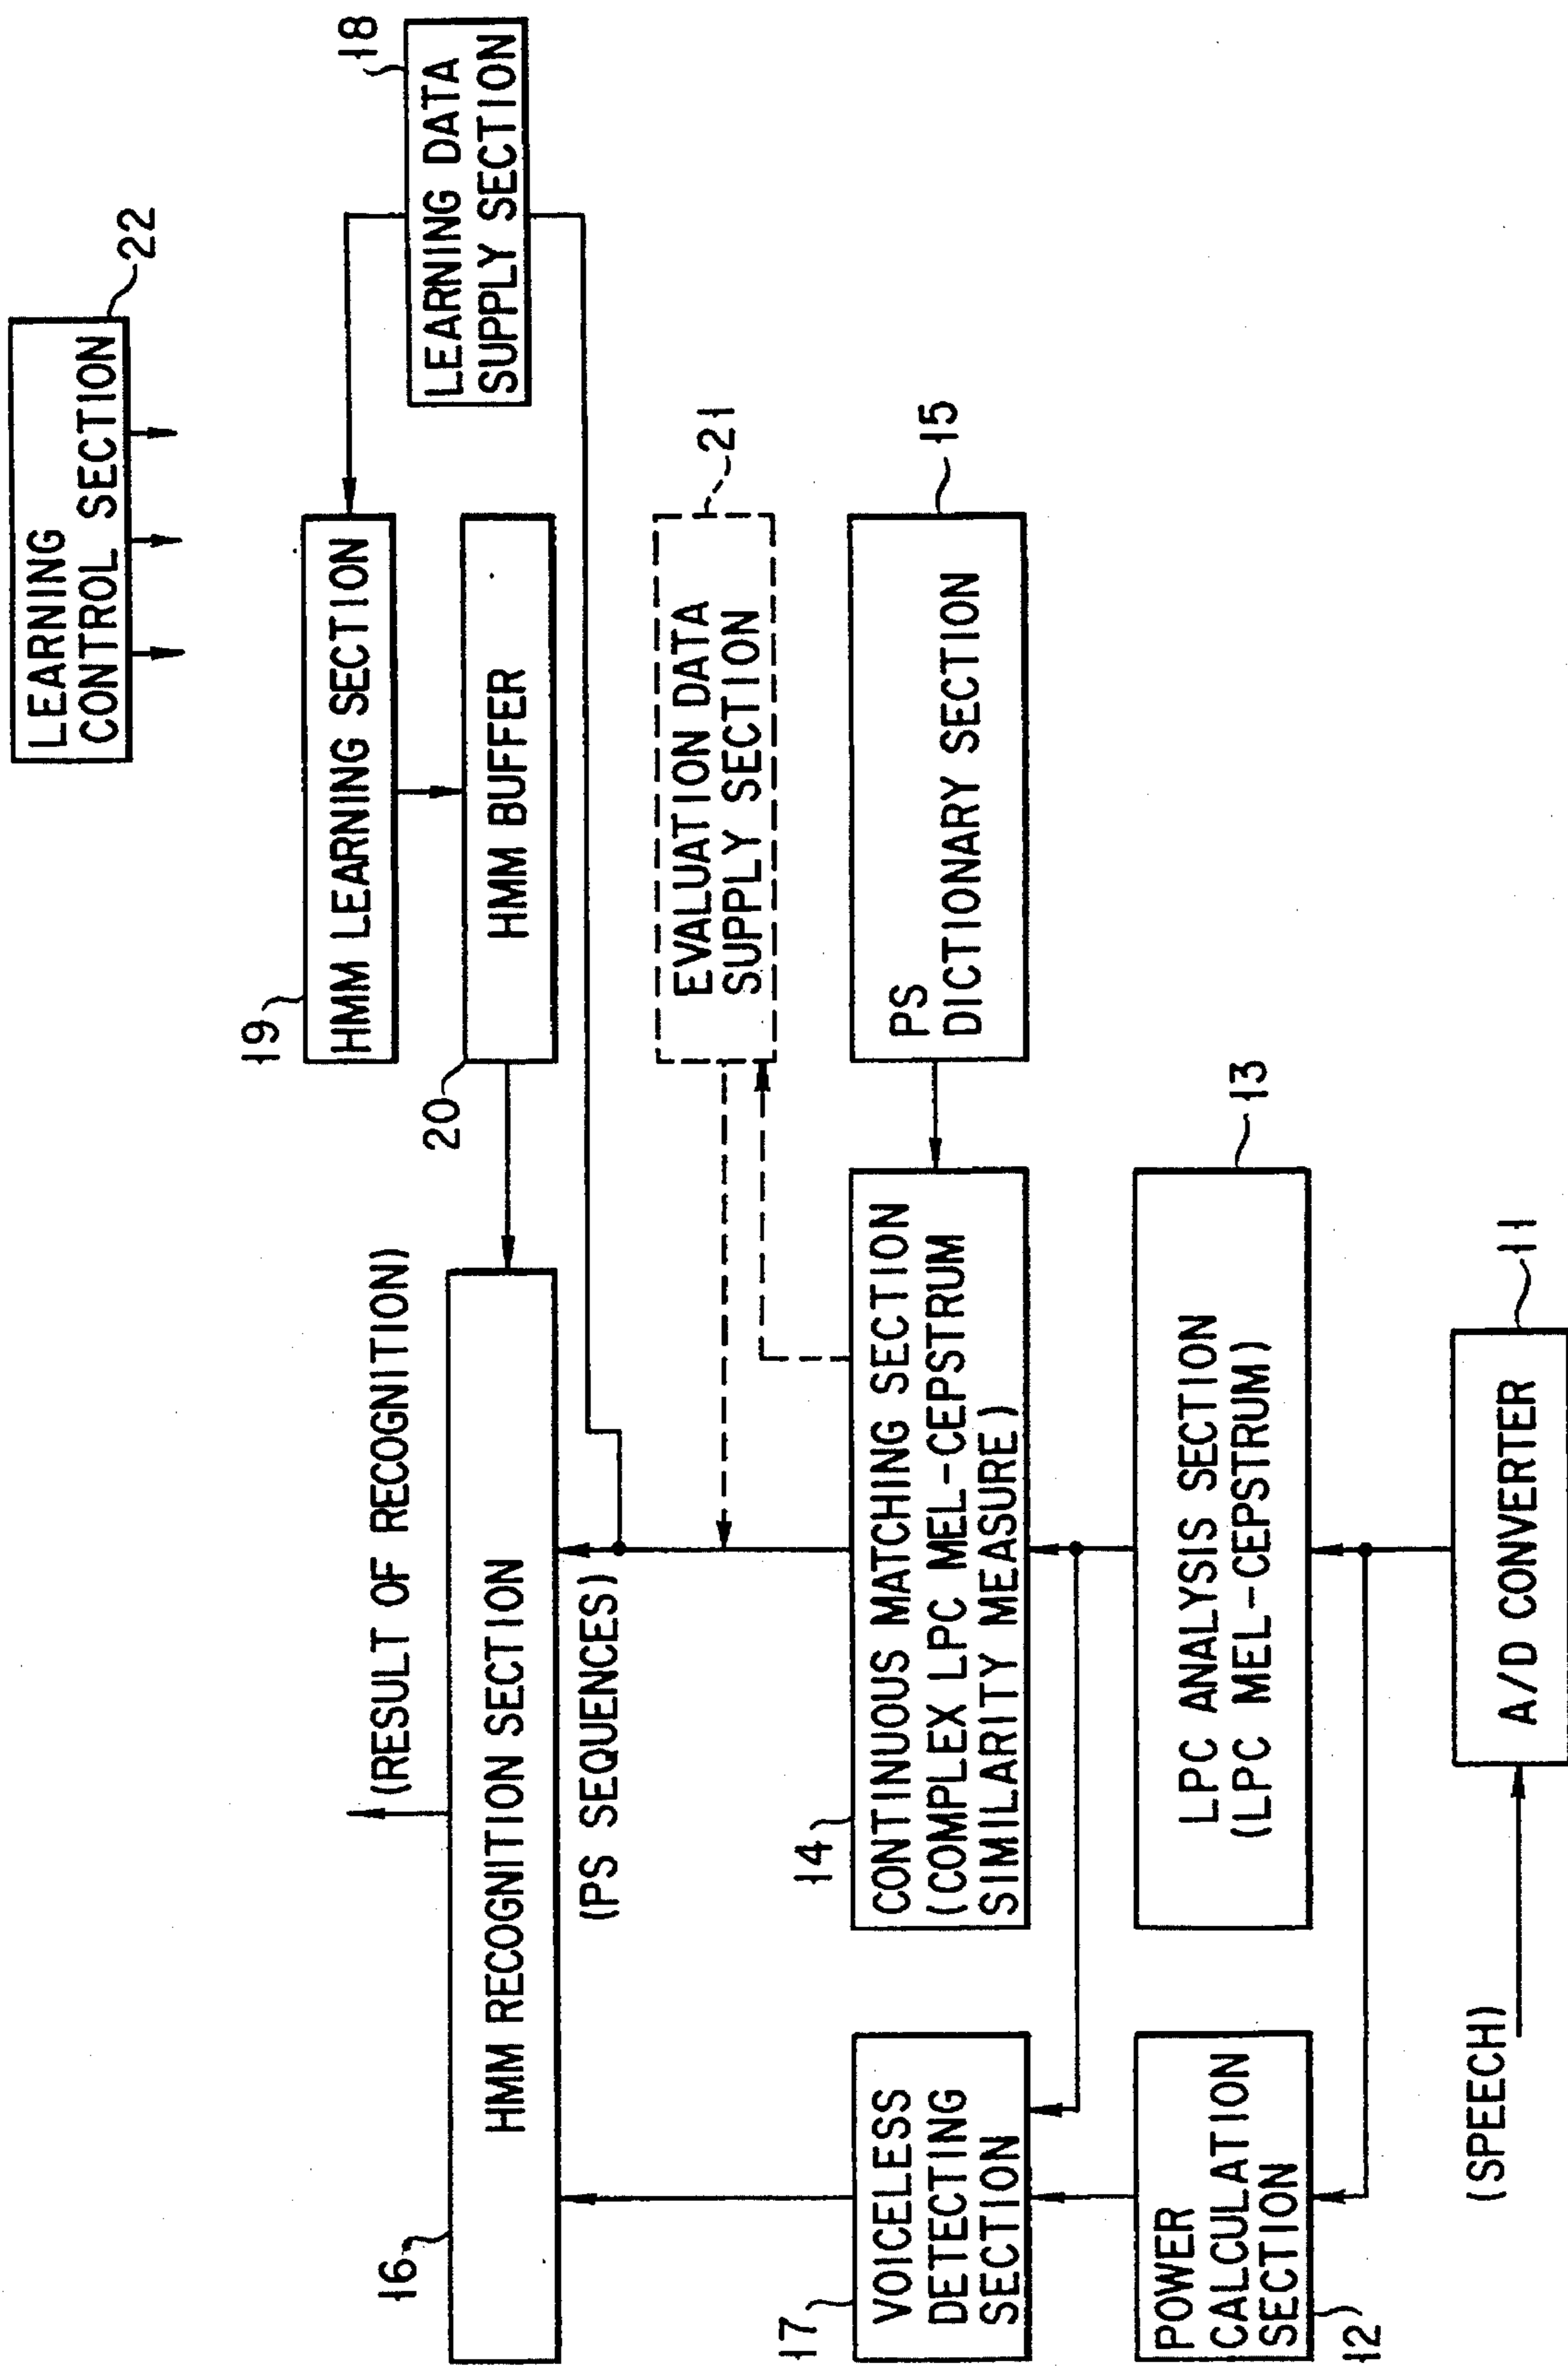 LEARNING
CONTROL SECTION
22
18
LEARNING DATA
SUPPLY SECTION
19
HMM LEARNING SECTION
20
HMM BUFFER
21
EVALUATION DATA
SUPPLY SECTION
15
PS
DICTIONARY SECTION
(RESULT OF RECOGNITION)
16
HMM RECOGNITION SECTION
(PS SEQUENCES)
14
CONTINUOUS MATCHING SECTION
(COMPLEX LPC MEL-CEPSTRUM
SIMILARITY MEASURE)
13
LPC ANALYSIS SECTION
(LPC MEL-CEPSTRUM)
17
VOICELESS
DETECTING
SECTION
POWER
CALCULATION
SECTION
12
11
A/D CONVERTER
(SPEECH)